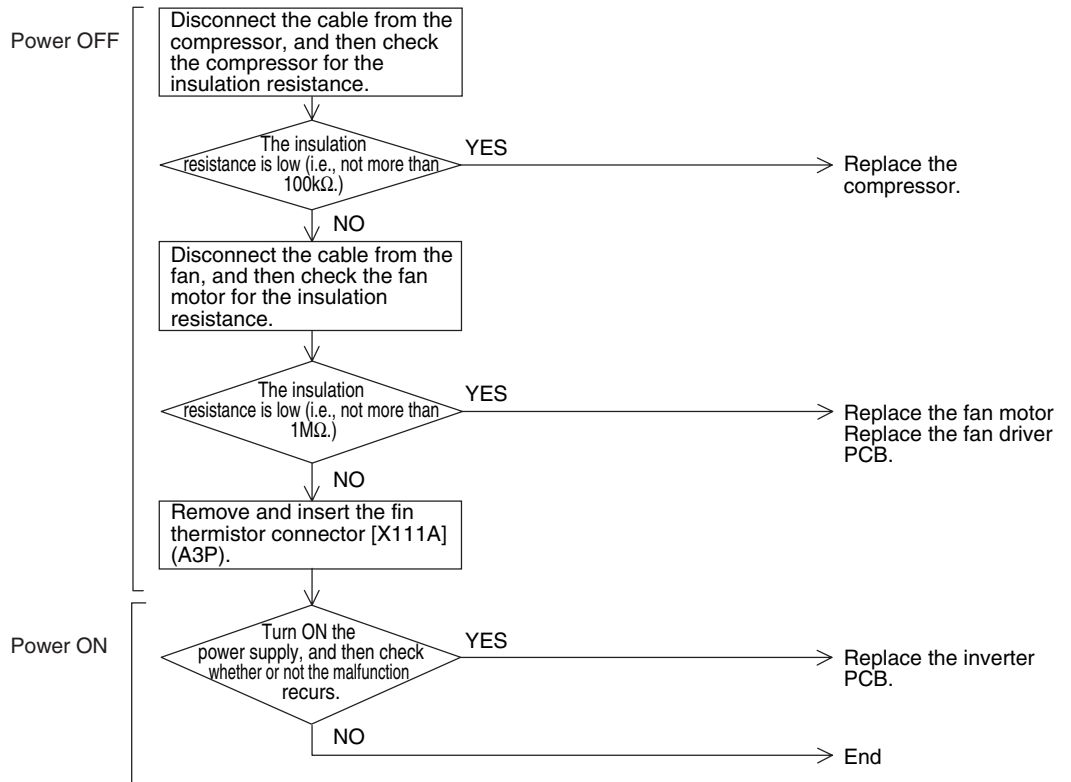 Power OFF
Disconnect the cable from the
compressor, and then check
the compressor for the
insulation resistance.
The insulation
resistance is low (i.e., not more than
100kΩ.)
YES
Replace the
compressor.
NO
Disconnect the cable from the
fan, and then check the fan
motor for the insulation
resistance.
The insulation
resistance is low (i.e., not more than
1MΩ.)
YES
Replace the fan motor
Replace the fan driver
PCB.
NO
Remove and insert the fin
thermistor connector [X111A]
(A3P).
Power ON
Turn ON the
power supply, and then check
whether or not the malfunction
recurs.
YES
Replace the inverter
PCB.
NO
End